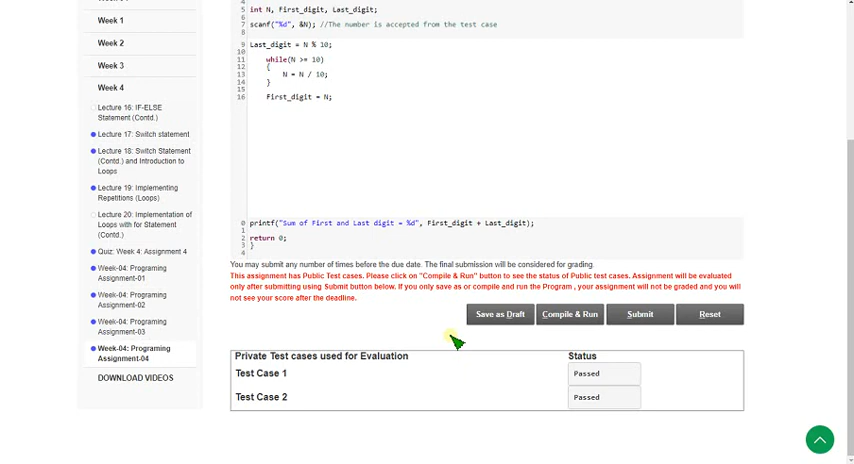 Week 1
Week 2
Week 3
Week 4
Lecture 16: IF-ELSE
Statement (Contd.)
Lecture 17: Switch statement
Lecture 18: Switch Statement
(Contd.) and Introduction to
Loops
Lecture 19: Implementing
Repetitions (Loops)
Lecture 20: Implementation of
Loops with for Statement
(Contd.)
Quiz: Week 4: Assignment 4
Week-04: Programing
Assignment-01
Week-04: Programing
Assignment-02
Week-04: Programing
Assignment-03
Week-04: Programing
Assignment-04
DOWNLOAD VIDEOS
4
5 int N, First_digit, Last_digit;
6
7 scanf("%d", &N); //The number is accepted from the test case
8
9 Last_digit = N % 10;
10
11 while(N >= 10)
12 {
13 N = N / 10;
14 }
15
16 First_digit = N;
0 printf("Sum of First and Last digit = %d", First_digit + Last_digit);
1
2 return 0;
3 }
4
You may submit any number of times before the due date. The final submission will be considered for grading.
This assignment has Public Test cases. Please click on "Compile & Run" button to see the status of Public test cases. Assignment will be evaluated
only after submitting using Submit button below. If you only save as or compile and run the Program , your assignment will not be graded and you will
not see your score after the deadline.
Save as Draft Compile & Run Submit Reset
Private Test cases used for Evaluation Status
Test Case 1 Passed
Test Case 2 Passed